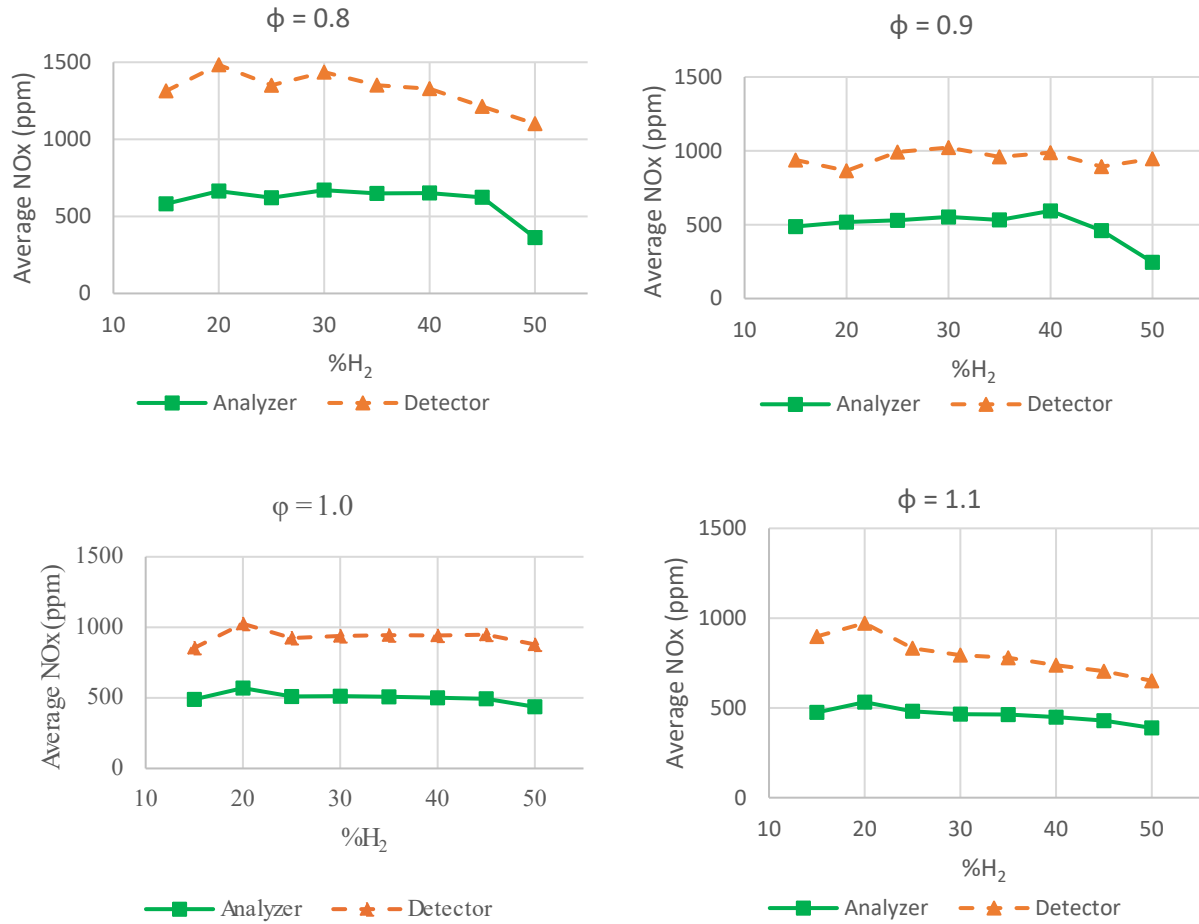 ϕ = 0.8
Average NOx (ppm)
1500
1000
500
0
10 20 30 40 50
%H₂
Analyzer Detector
ϕ = 0.9
Average NOx (ppm)
1500
1000
500
0
10 20 30 40 50
%H₂
Analyzer Detector
φ = 1.0
Average NOx (ppm)
1500
1000
500
0
10 20 30 40 50
%H₂
Analyzer Detector
ϕ = 1.1
Average NOx (ppm)
1500
1000
500
0
10 20 30 40 50
%H₂
Analyzer Detector